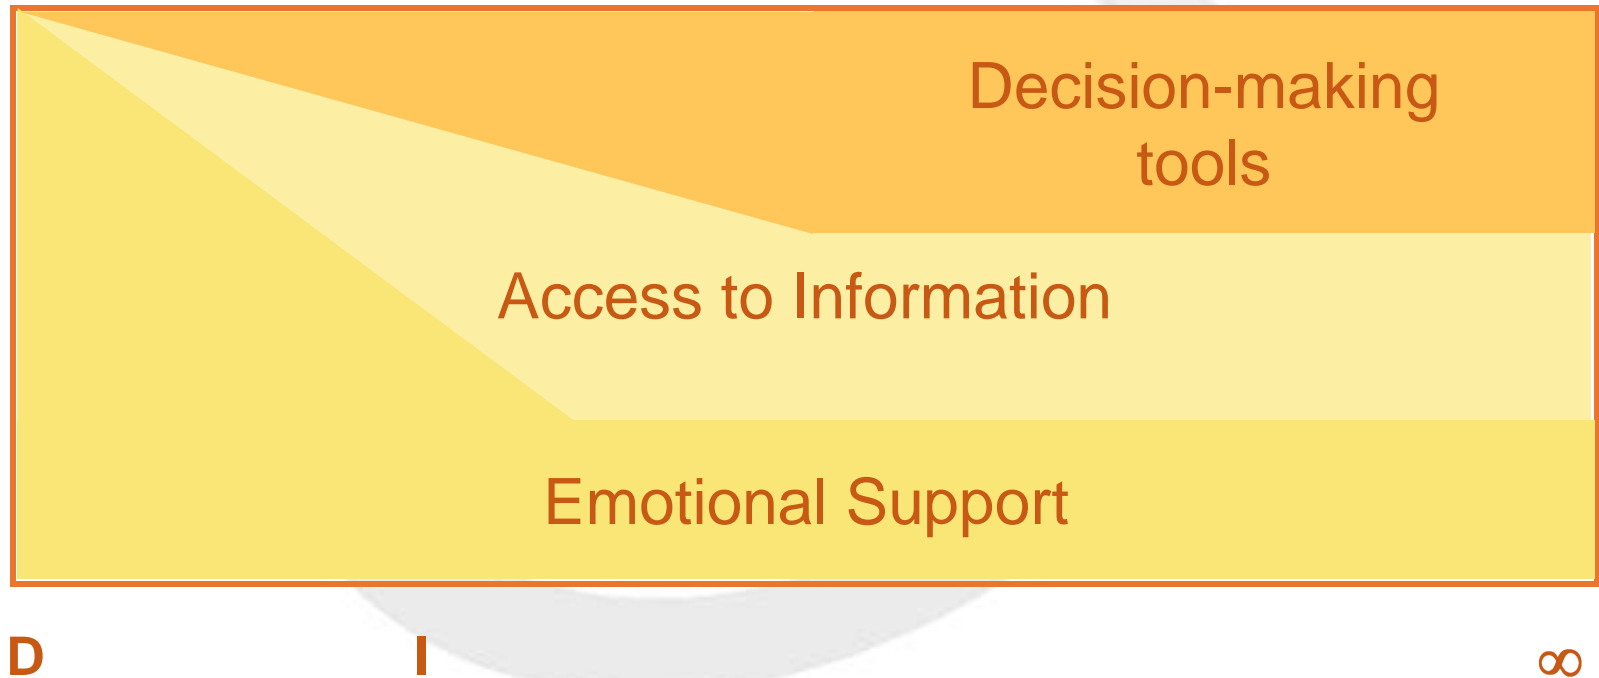 Decision-making
tools
Access to Information
Emotional Support
D I ∞